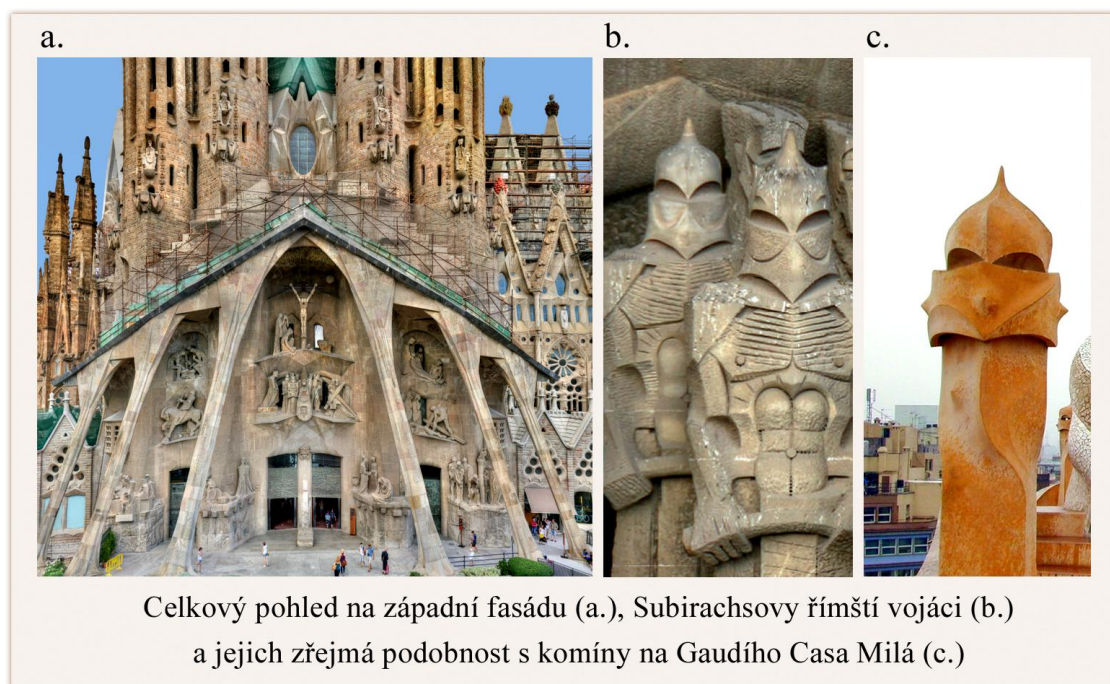 a.
b.
c.
Celkový pohled na západní fasádu (a.), Subirachsovy římští vojáci (b.)
a jejich zřejmá podobnost s komíny na Gaudího Casa Milá (c.)